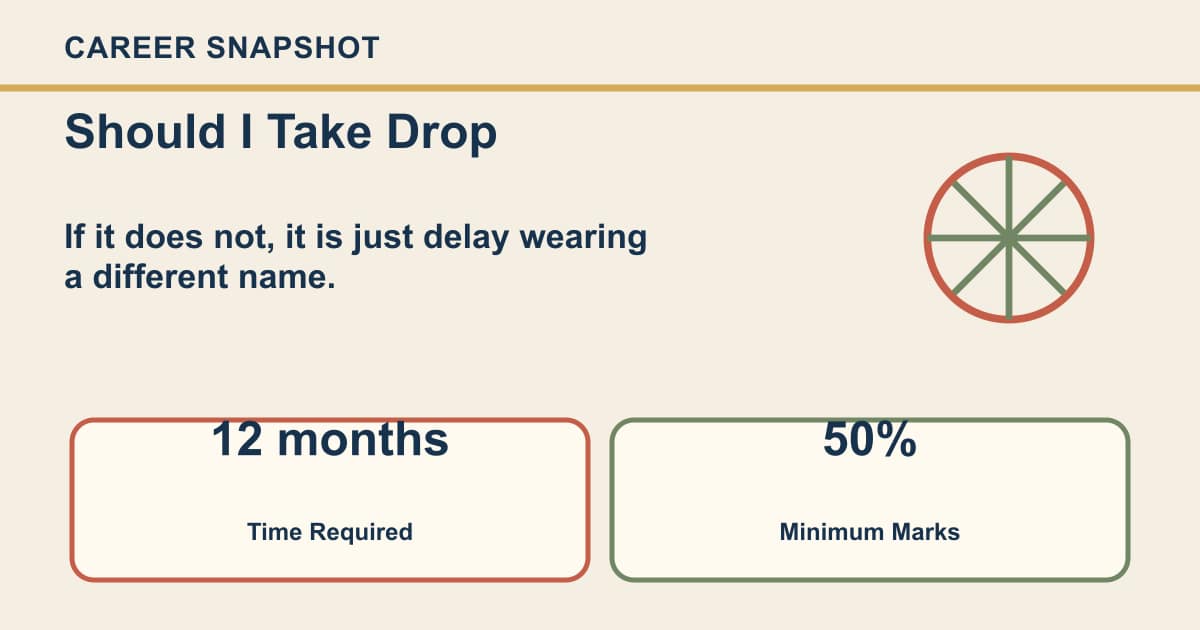 CAREER SNAPSHOT
Should I Take Drop
If it does not, it is just delay wearing
a different name.
12 months
Time Required
50%
Minimum Marks